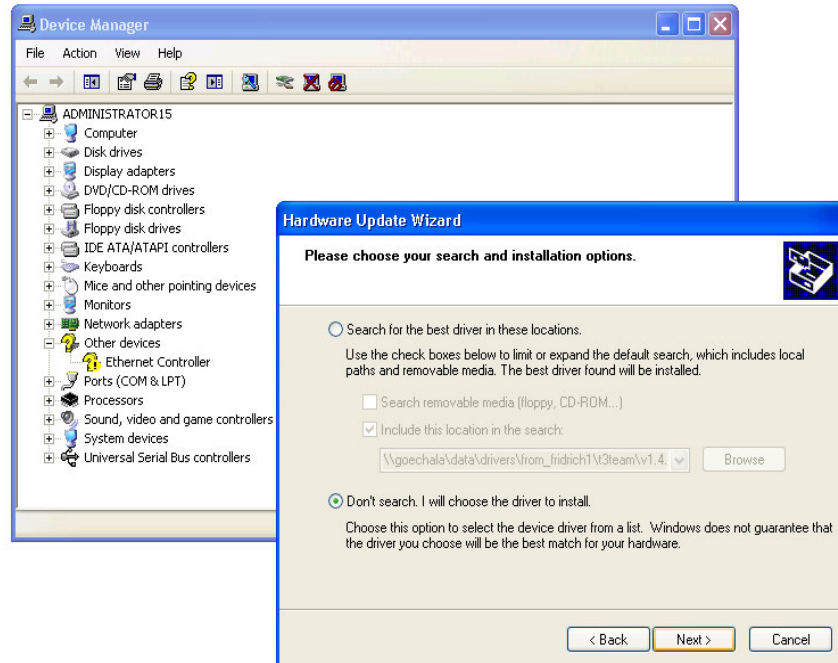 Device Manager
File Action View Help
ADMINISTRATOR15
Computer
Disk drives
Display adapters
DVD/CD-ROM drives
Floppy disk controllers
Floppy disk drives
IDE ATA/ATAPI controllers
Keyboards
Mice and other pointing devices
Monitors
Network adapters
Other devices
Ethernet Controller
Ports (COM & LPT)
Processors
Sound, video and game controllers
System devices
Universal Serial Bus controllers
Hardware Update Wizard
Please choose your search and installation options.
Search for the best driver in these locations.
Use the check boxes below to limit or expand the default search, which includes local
paths and removable media. The best driver found will be installed.
Search removable media (floppy, CD-ROM...)
Include this location in the search:
\\goechala\data\drivers\from_fridrich1\t3team\v1.4.
Browse
Don't search. I will choose the driver to install.
Choose this option to select the device driver from a list. Windows does not guarantee that
the driver you choose will be the best match for your hardware.
< Back Next > Cancel